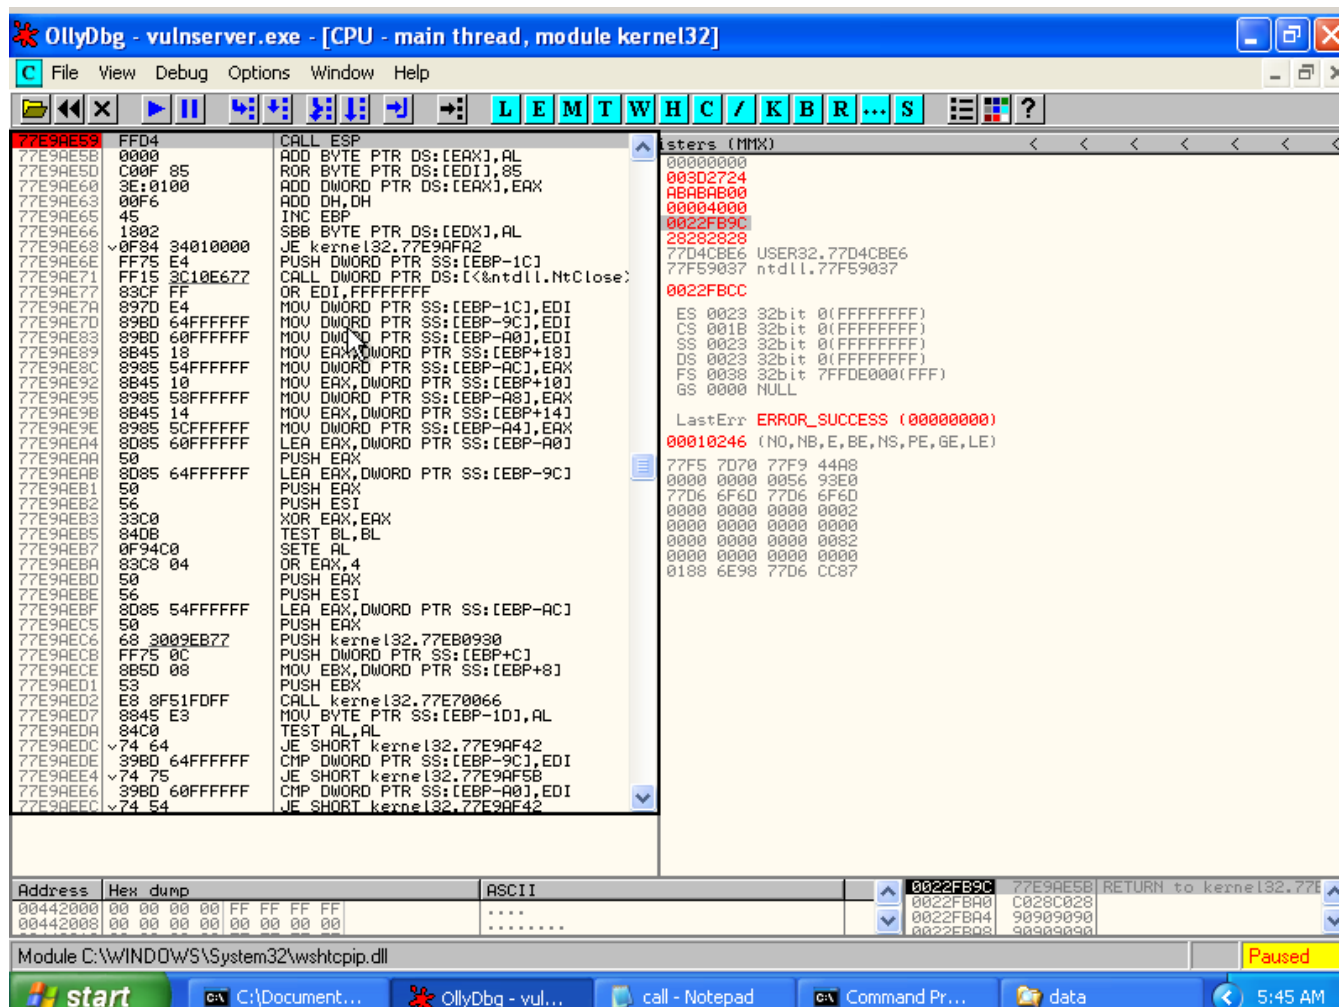 OllyDbg - vulnserver.exe - [CPU - main thread, module kernel32]
C File View Debug Options Window Help
L E M T W H C / K B R ... S ?
77E9AE59 FFD4 CALL ESP
77E9AE5B 0000 ADD BYTE PTR DS:[EAX],AL
77E9AE5D C00F 85 ROR BYTE PTR DS:[EDI],85
77E9AE60 3E:0100 ADD DWORD PTR DS:[EAX],EAX
77E9AE63 00F6 ADD DH,DH
77E9AE65 45 INC EBP
77E9AE66 1802 SBB BYTE PTR DS:[EDX],AL
77E9AE68 0F84 34010000 JE kernel32.77E9AFA2
77E9AE6E FF75 E4 PUSH DWORD PTR SS:[EBP-1C]
77E9AE71 FF15 3C10E677 CALL DWORD PTR DS:[<&ntdll.NtClose>
77E9AE77 83CF FF OR EDI,FFFFFFFF
77E9AE7A 897D E4 MOV DWORD PTR SS:[EBP-1C],EDI
77E9AE7D 89BD 64FFFFFF MOV DWORD PTR SS:[EBP-9C],EDI
77E9AE83 89BD 60FFFFFF MOV DWORD PTR SS:[EBP-A0],EDI
77E9AE89 8B45 18 MOV EAX,DWORD PTR SS:[EBP+18]
77E9AE8C 8985 54FFFFFF MOV DWORD PTR SS:[EBP-AC],EAX
77E9AE92 8B45 10 MOV EAX,DWORD PTR SS:[EBP+10]
77E9AE95 8985 58FFFFFF MOV DWORD PTR SS:[EBP-A8],EAX
77E9AE9B 8B45 14 MOV EAX,DWORD PTR SS:[EBP+14]
77E9AE9E 8985 5CFFFFFF MOV DWORD PTR SS:[EBP-A4],EAX
77E9AEA4 8D85 60FFFFFF LEA EAX,DWORD PTR SS:[EBP-A0]
77E9AEAA 50 PUSH EAX
77E9AEAB 8D85 64FFFFFF LEA EAX,DWORD PTR SS:[EBP-9C]
77E9AEB1 50 PUSH EAX
77E9AEB2 56 PUSH ESI
77E9AEB3 33C0 XOR EAX,EAX
77E9AEB5 84DB TEST BL,BL
77E9AEB7 0F94C0 SETE AL
77E9AEBA 83C8 04 OR EAX,4
77E9AEBD 50 PUSH EAX
77E9AEBE 56 PUSH ESI
77E9AEBF 8D85 54FFFFFF LEA EAX,DWORD PTR SS:[EBP-AC]
77E9AEC5 50 PUSH EAX
77E9AEC6 68 3009EB77 PUSH kernel32.77EB0930
77E9AECB FF75 0C PUSH DWORD PTR SS:[EBP+C]
77E9AECE 8B5D 08 MOV EBX,DWORD PTR SS:[EBP+8]
77E9AED1 53 PUSH EBX
77E9AED2 E8 8F51FDFF CALL kernel32.77E70066
77E9AED7 8845 E3 MOV BYTE PTR SS:[EBP-1D],AL
77E9AEDA 84C0 TEST AL,AL
77E9AEDC 74 64 JE SHORT kernel32.77E9AF42
77E9AEDE 39BD 64FFFFFF CMP DWORD PTR SS:[EBP-9C],EDI
77E9AEE4 74 75 JE SHORT kernel32.77E9AF5B
77E9AEE6 39BD 60FFFFFF CMP DWORD PTR SS:[EBP-A0],EDI
77E9AEEC 74 54 JE SHORT kernel32.77E9AF42
isters (MMX) < < < < < < <
00000000
003D2724
ABABAB00
00004000
0022FB9C
28282828
77D4CBE6 USER32.77D4CBE6
77F59037 ntdll.77F59037
0022FBCC
ES 0023 32bit 0(FFFFFFFF)
CS 001B 32bit 0(FFFFFFFF)
SS 0023 32bit 0(FFFFFFFF)
DS 0023 32bit 0(FFFFFFFF)
FS 0038 32bit 7FFDE000(FFF)
GS 0000 NULL
LastErr ERROR_SUCCESS (00000000)
00010246 (NO,NB,E,BE,NS,PE,GE,LE)
77F5 7D70 77F9 44A8
0000 0000 0056 93E0
77D6 6F6D 77D6 6F6D
0000 0000 0000 0002
0000 0000 0000 0000
0000 0000 0000 0082
0000 0000 0000 0000
0188 6E98 77D6 CC87
Address Hex dump ASCII
00442000 00 00 00 00 FF FF FF FF ....
00442008 00 00 00 00 00 00 00 00 ........
0022FB9C 77E9AE5B RETURN to kernel32.77E
0022FBA0 C028C028
0022FBA4 90909090
0022FBA8 90909090
Module C:\WINDOWS\System32\wshtcpip.dll Paused
start C:\Document... OllyDbg - vul... call - Notepad Command Pr... data 5:45 AM